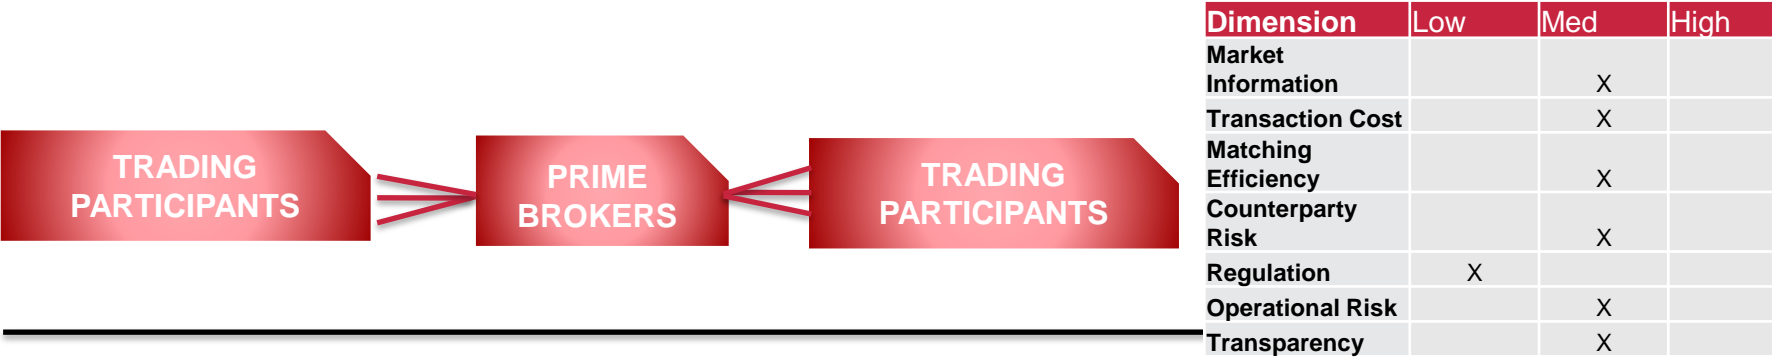 TRADING
PARTICIPANTS
PRIME
BROKERS
TRADING
PARTICIPANTS
Dimension Low Med High
Market
Information X
Transaction Cost X
Matching
Efficiency X
Counterparty
Risk X
Regulation X
Operational Risk X
Transparency X